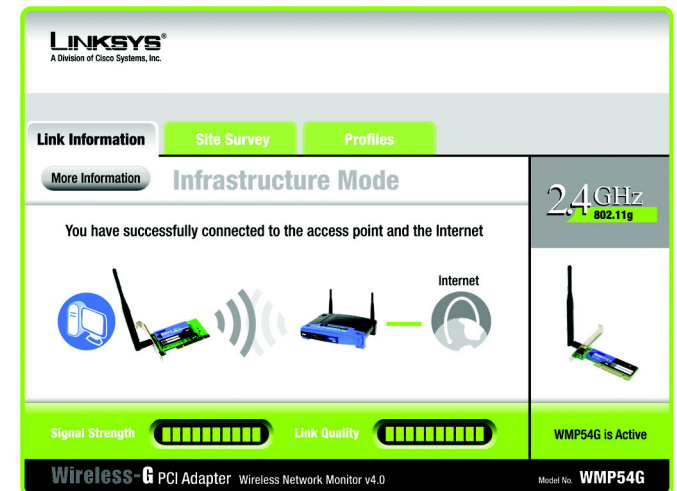 LINKSYS®
A Division of Cisco Systems, Inc.
Link Information
Site Survey
Profiles
More Information
Infrastructure Mode
2.4GHz
802.11g
You have successfully connected to the access point and the Internet
Internet
Signal Strength
Link Quality
WMP54G is Active
Wireless-G PCI Adapter Wireless Network Monitor v4.0
Model No. WMP54G